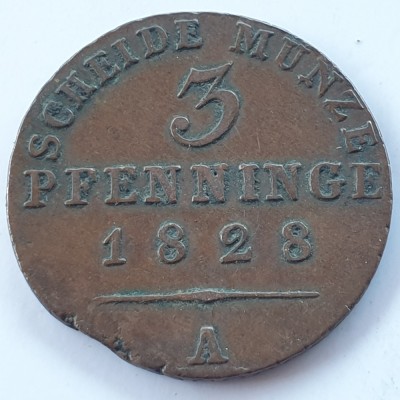 SCHEIDE MUNZE
3
PFENNINGE
1828
A